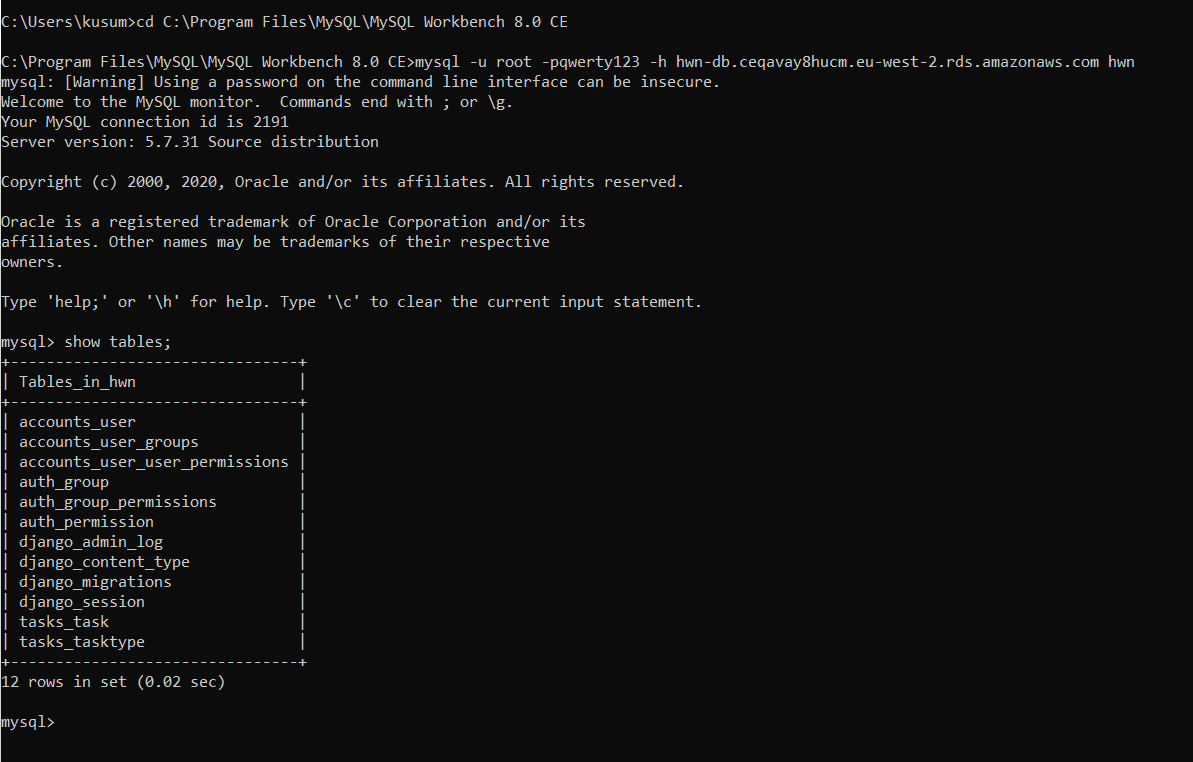 C:\Users\kusum>cd C:\Program Files\MySQL\MySQL Workbench 8.0 CE
C:\Program Files\MySQL\MySQL Workbench 8.0 CE>mysql -u root -pqwerty123 -h hwn-db.ceqavay8hucm.eu-west-2.rds.amazonaws.com hwn
mysql: [Warning] Using a password on the command line interface can be insecure.
Welcome to the MySQL monitor.  Commands end with ; or \g.
Your MySQL connection id is 2191
Server version: 5.7.31 Source distribution
Copyright (c) 2000, 2020, Oracle and/or its affiliates. All rights reserved.
Oracle is a registered trademark of Oracle Corporation and/or its
affiliates. Other names may be trademarks of their respective
owners.
Type 'help;' or '\h' for help. Type '\c' to clear the current input statement.
mysql> show tables;
+--------------------------------+
| Tables_in_hwn                  |
+--------------------------------+
| accounts_user                  |
| accounts_user_groups           |
| accounts_user_user_permissions |
| auth_group                     |
| auth_group_permissions         |
| auth_permission                |
| django_admin_log               |
| django_content_type            |
| django_migrations              |
| django_session                 |
| tasks_task                     |
| tasks_tasktype                 |
+--------------------------------+
12 rows in set (0.02 sec)
mysql>